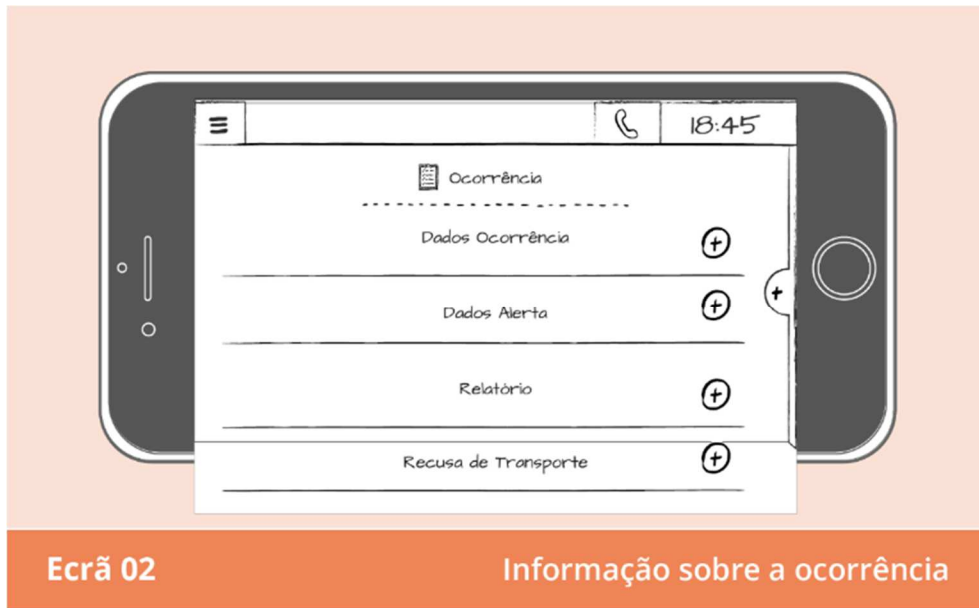 18:45
Ocorrência
Dados Ocorrência
Dados Alerta
Relatório
Recusa de Transporte
Ecrã 02
Informação sobre a ocorrência